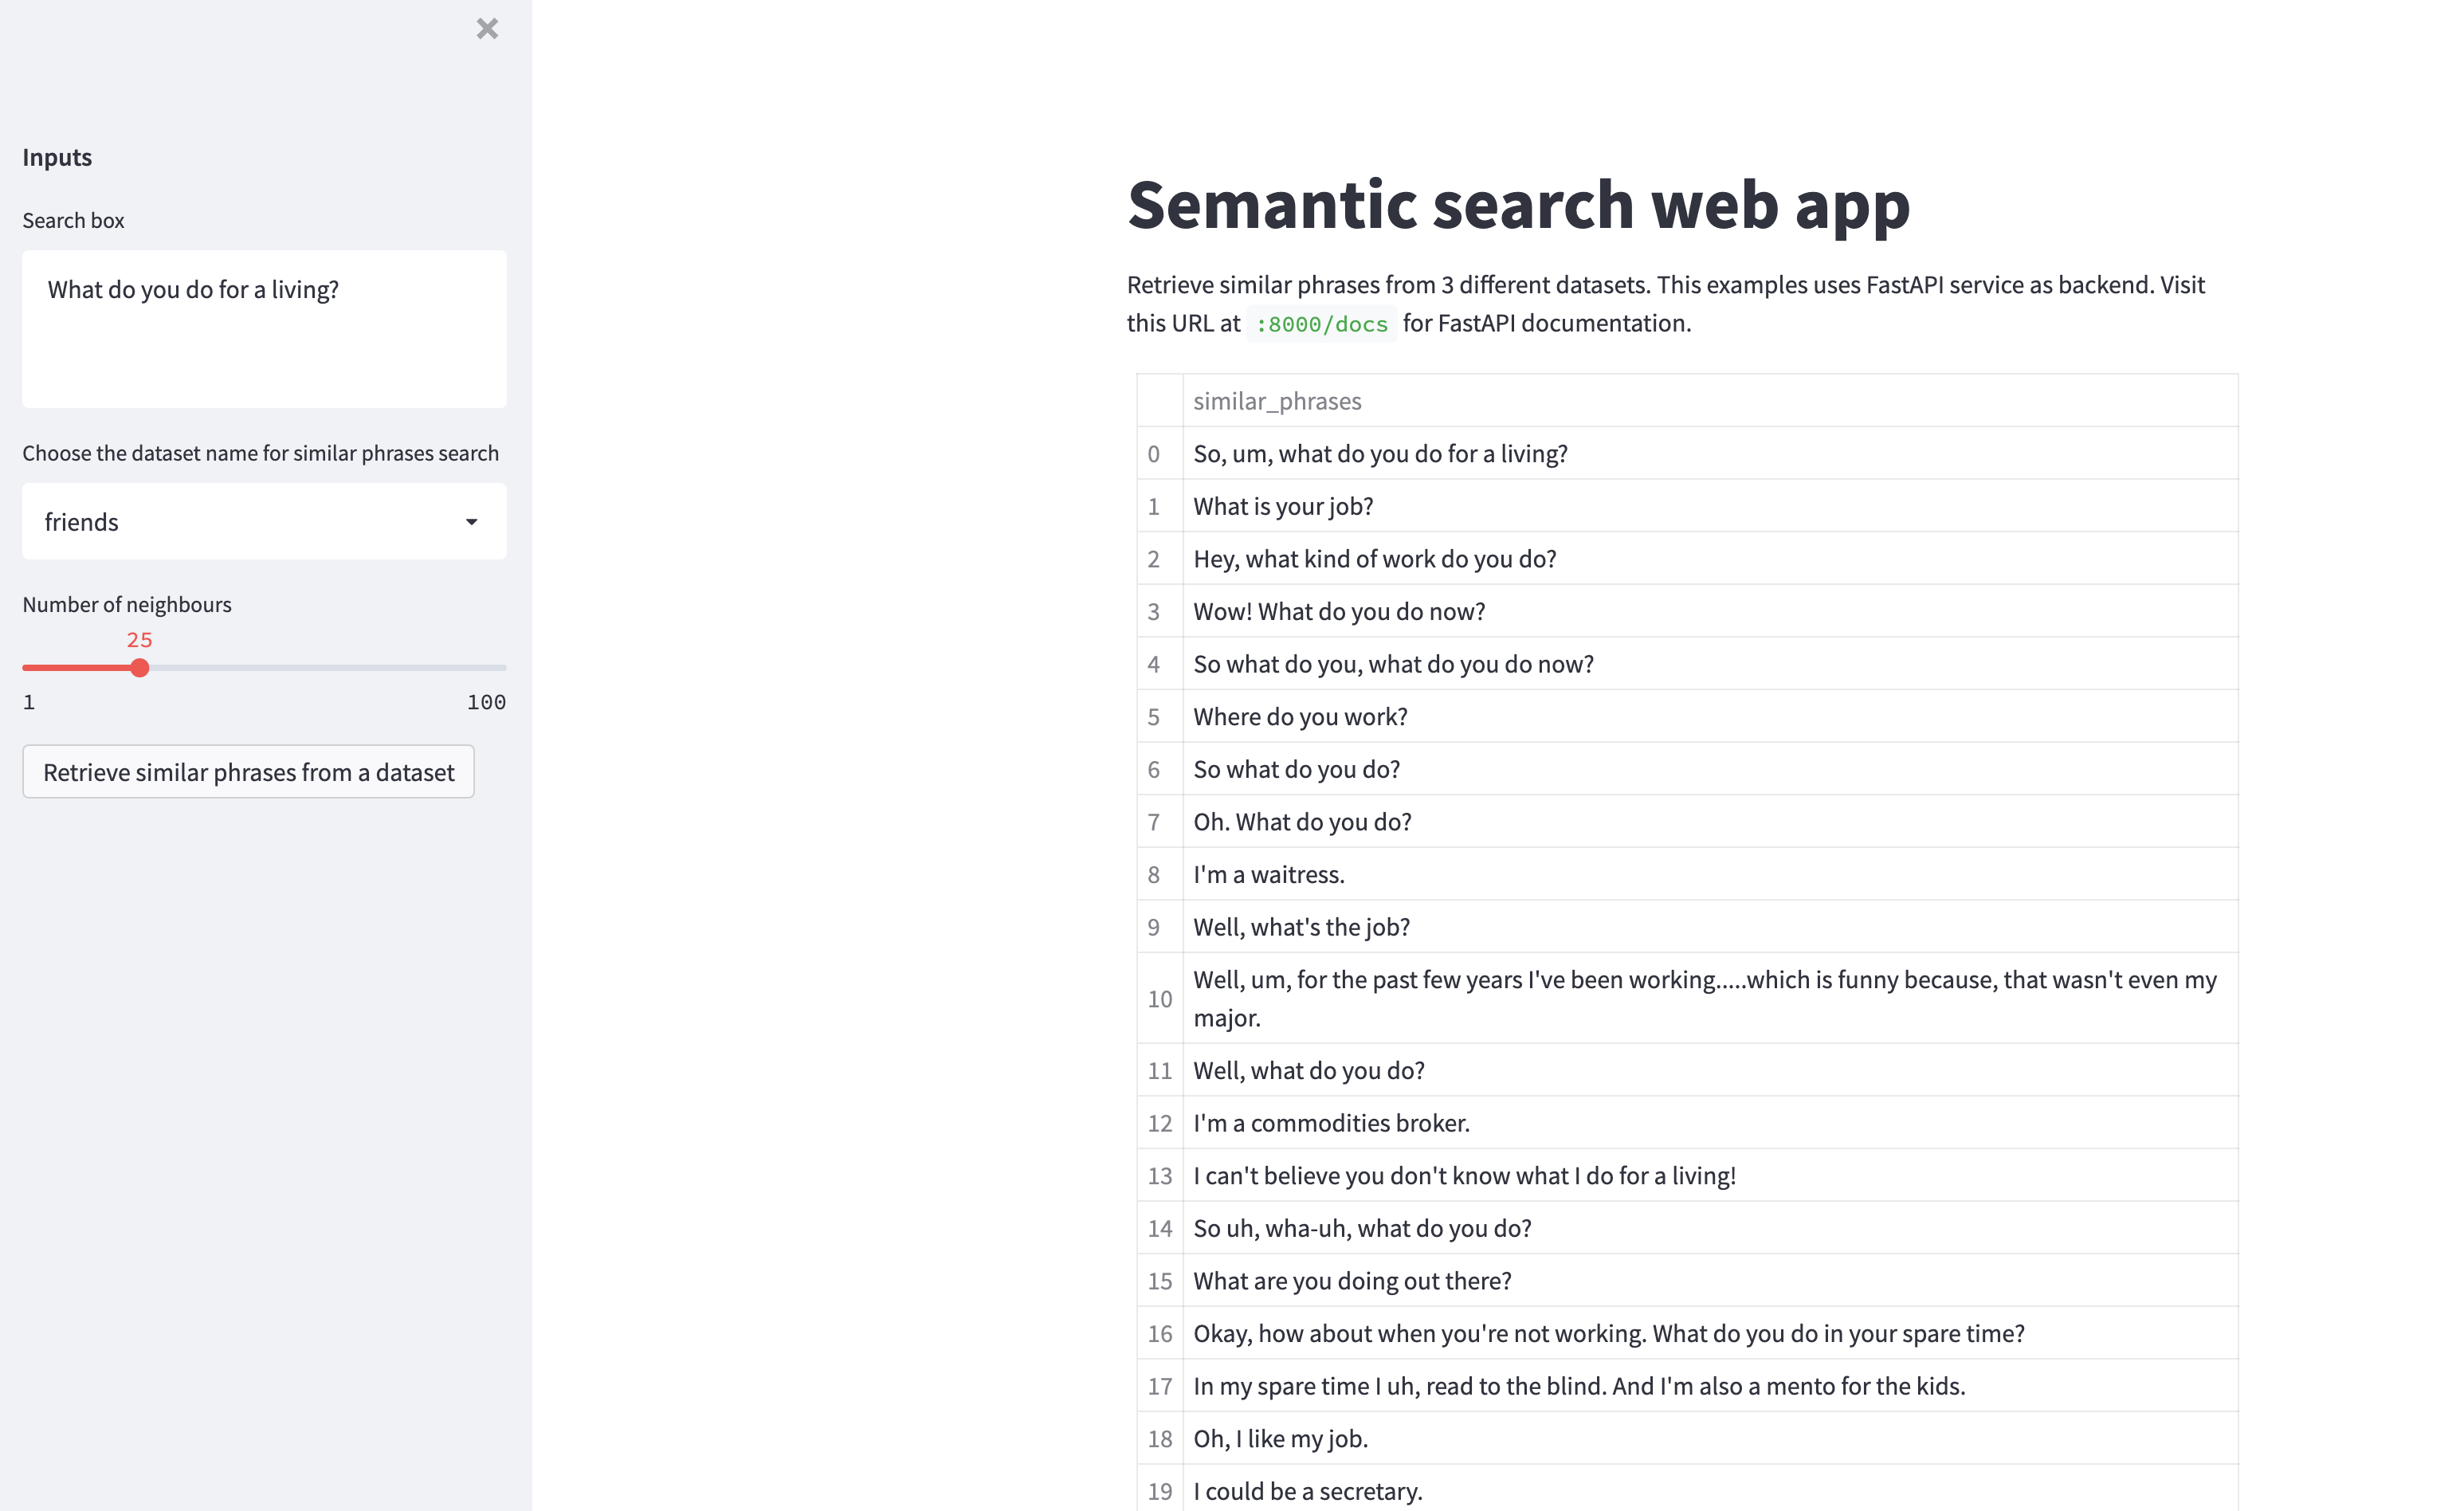 Inputs
Search box
What do you do for a living?
Choose the dataset name for similar phrases search
friends
Number of neighbours
25
1 100
Retrieve similar phrases from a dataset
Semantic search web app
Retrieve similar phrases from 3 different datasets. This examples uses FastAPI service as backend. Visit
this URL at :8000/docs for FastAPI documentation.
similar_phrases
0 So, um, what do you do for a living?
1 What is your job?
2 Hey, what kind of work do you do?
3 Wow! What do you do now?
4 So what do you, what do you do now?
5 Where do you work?
6 So what do you do?
7 Oh. What do you do?
8 I'm a waitress.
9 Well, what's the job?
10 Well, um, for the past few years I've been working.....which is funny because, that wasn't even my
major.
11 Well, what do you do?
12 I'm a commodities broker.
13 I can't believe you don't know what I do for a living!
14 So uh, wha-uh, what do you do?
15 What are you doing out there?
16 Okay, how about when you're not working. What do you do in your spare time?
17 In my spare time I uh, read to the blind. And I'm also a mento for the kids.
18 Oh, I like my job.
19 I could be a secretary.